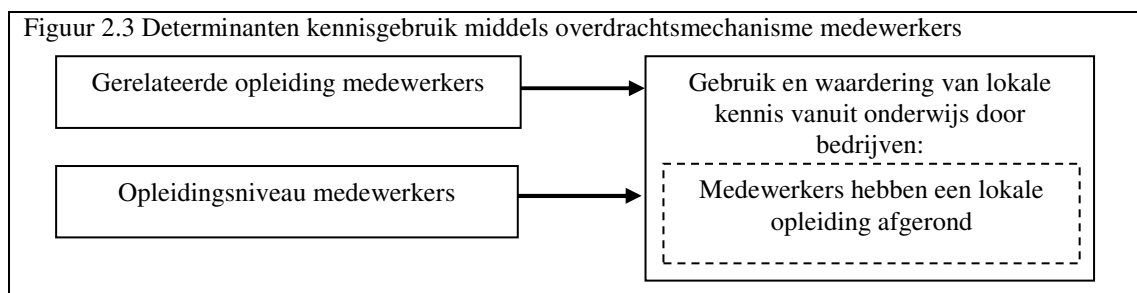 Figuur 2.3 Determinanten kennisgebruik middels overdrachtsmechanisme medewerkers
Gerelateerde opleiding medewerkers
Opleidingsniveau medewerkers
Gebruik en waardering van lokale
kennis vanuit onderwijs door
bedrijven:
Medewerkers hebben een lokale
opleiding afgerond